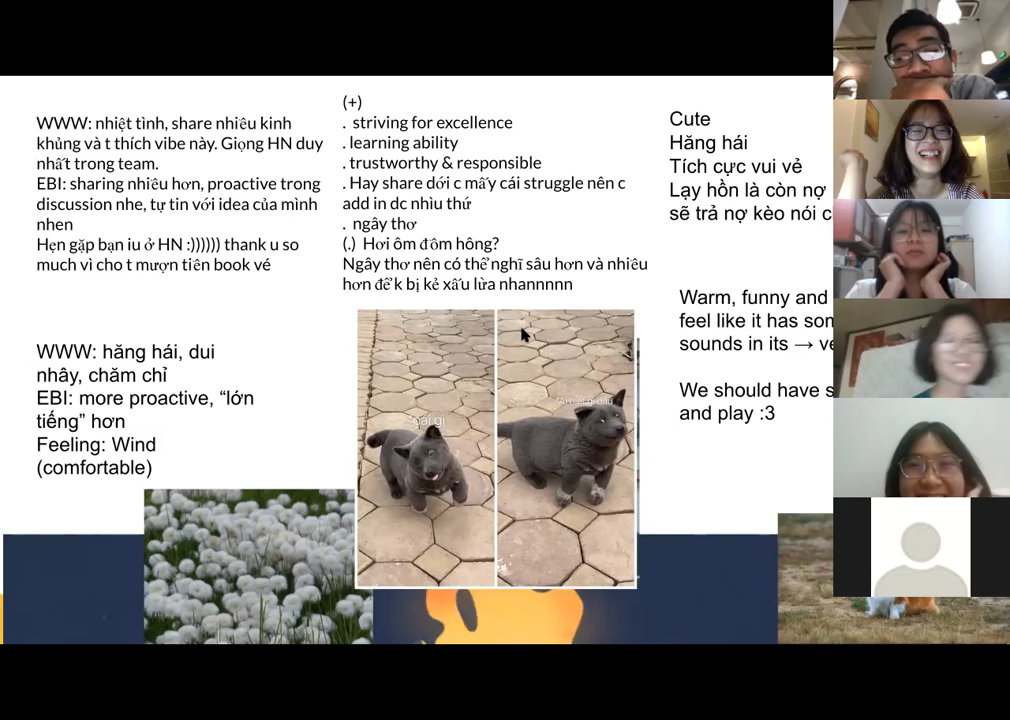 WWW: nhiệt tình, share nhiều kinh
khủng và t thích vibe này. Giọng HN duy
nhất trong team.
EBI: sharing nhiều hơn, proactive trong
discussion nhe, tự tin với idea của mình
nhen
Hẹn gặp bạn iu ở HN :)))))) thank u so
much vì cho t mượn tiền book vé
WWW: hăng hái, dui
nhây, chăm chỉ
EBI: more proactive, “lớn
tiếng” hơn
Feeling: Wind
(comfortable)
(+)
. striving for excellence
. learning ability
. trustworthy & responsible
. Hay share dới c mấy cái struggle nên c
add in dc nhìu thứ
. ngây thơ
(.) Hơi ôm đồm hông?
Ngây thơ nên có thể nghĩ sâu hơn và nhiều
hơn để k bị kẻ xấu lừa nhannnnn
cái gì
Cute
Hăng hái
Tích cực vui vẻ
Lạy hồn là còn nợ
sẽ trả nợ kèo nói c
Warm, funny and
feel like it has som
sounds in its → ve
We should have s
and play :3